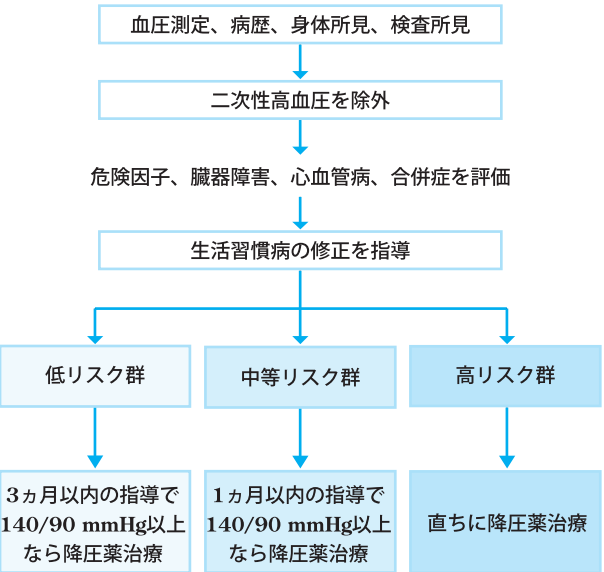 血圧測定、病歴、身体所見、検査所見
二次性高血圧を除外
危険因子、臓器障害、心血管病、合併症を評価
生活習慣病の修正を指導
低リスク群
中等リスク群
高リスク群
3ヵ月以内の指導で
140/90 mmHg以上
なら降圧薬治療
1ヵ月以内の指導で
140/90 mmHg以上
なら降圧薬治療
直ちに降圧薬治療